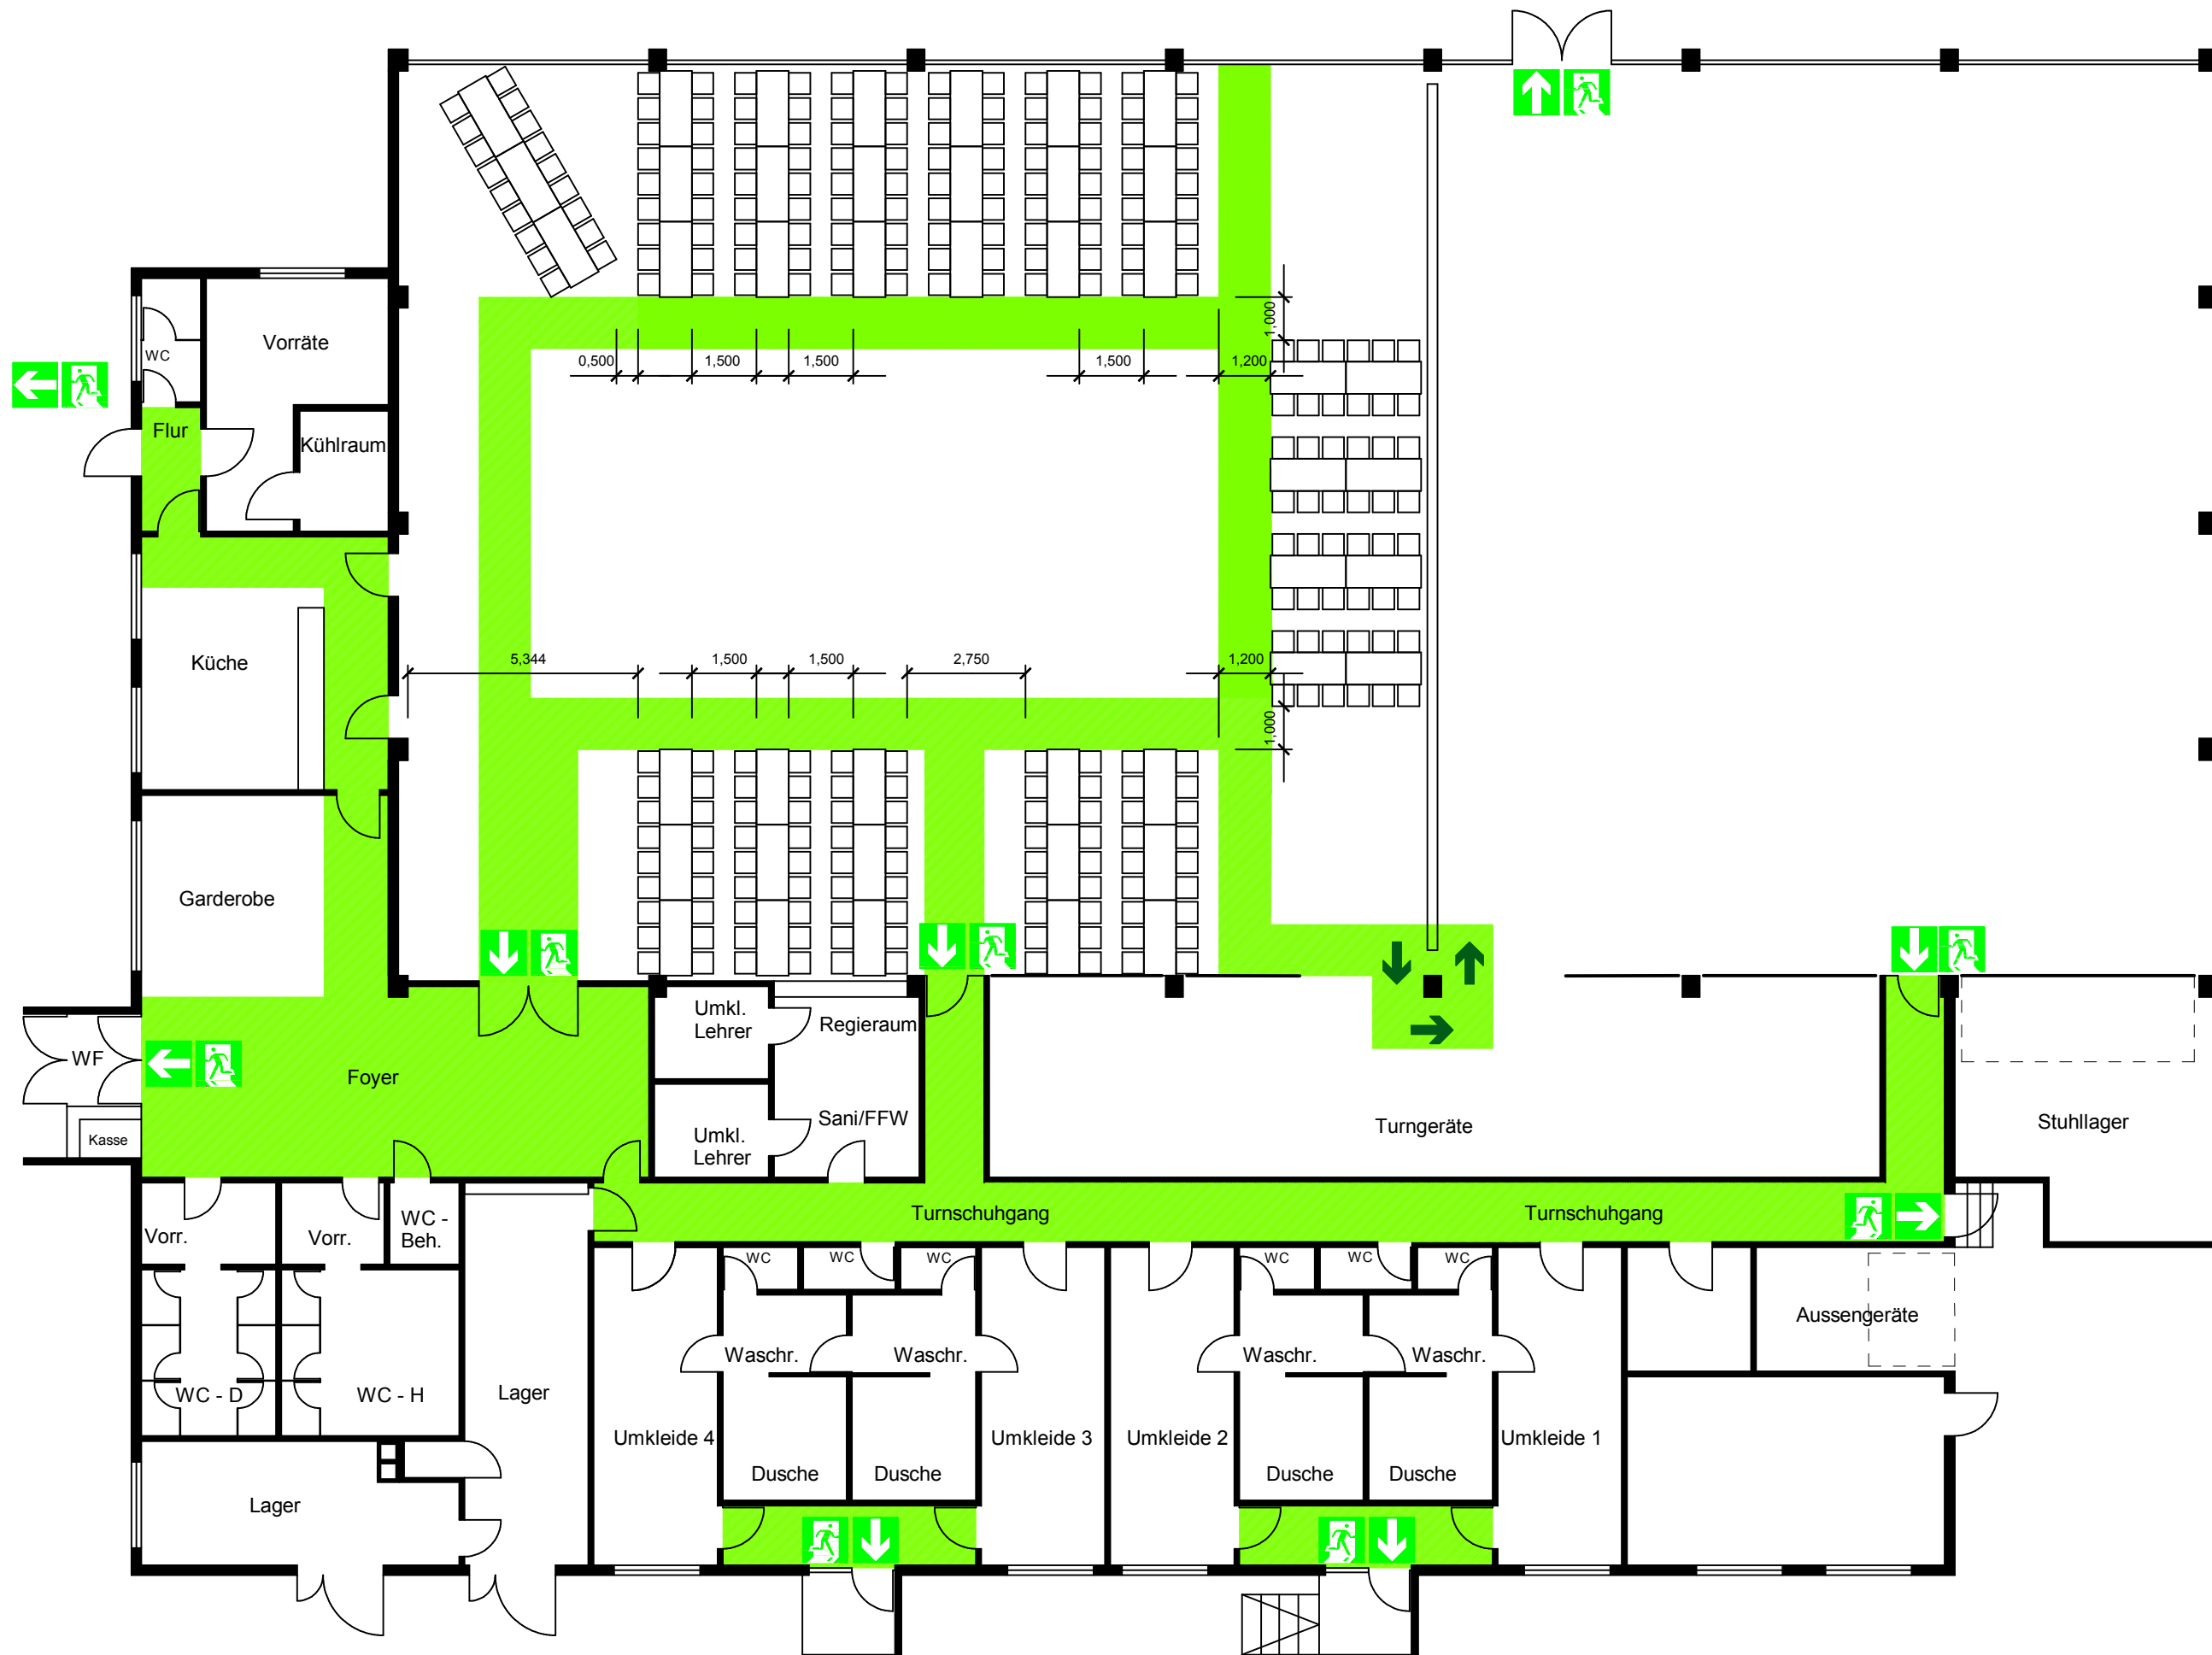 1,000
Vorräte
WC
0,500
1,500
1,500
1,500
1,200
Flur
Kühlraum
Küche
5,344
1,500
1,500
2,750
1,200
1,000
Garderobe
Umkl.
Lehrer
Regieraum
WF
Foyer
Sani/FFW
Turngeräte
Stuhllager
Kasse
Umkl.
Lehrer
Turnschuhgang
Turnschuhgang
Vorr.
Vorr.
WC -
Beh.
WC
WC
WC
WC
WC
WC
Aussengeräte
Waschr.
Waschr.
Waschr.
Waschr.
WC - D
WC - H
Lager
Umkleide 4
Umkleide 3
Umkleide 2
Umkleide 1
Dusche
Dusche
Dusche
Dusche
Lager